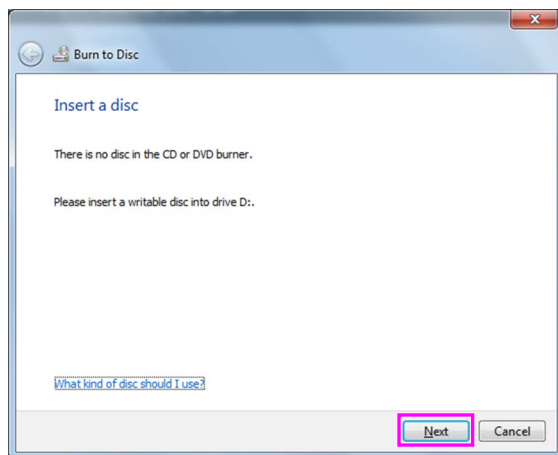 Burn to Disc
Insert a disc
There is no disc in the CD or DVD burner.
Please insert a writable disc into drive D:.
What kind of disc should I use?
Next Cancel